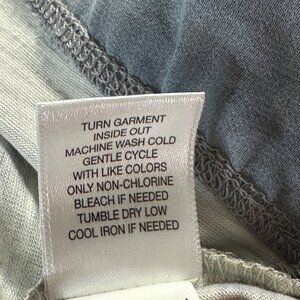 TURN GARMENT
INSIDE OUT
MACHINE WASH COLD
GENTLE CYCLE
WITH LIKE COLORS
ONLY NON-CHLORINE
BLEACH IF NEEDED
TUMBLE DRY LOW
COOL IRON IF NEEDED